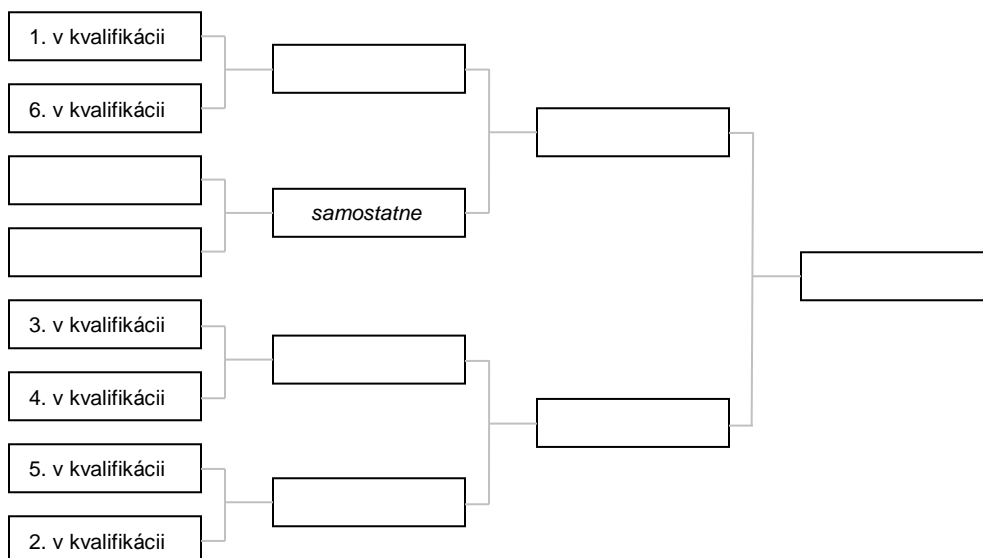 1. v kvalifikácii
6. v kvalifikácii
samostatne
3. v kvalifikácii
4. v kvalifikácii
5. v kvalifikácii
2. v kvalifikácii